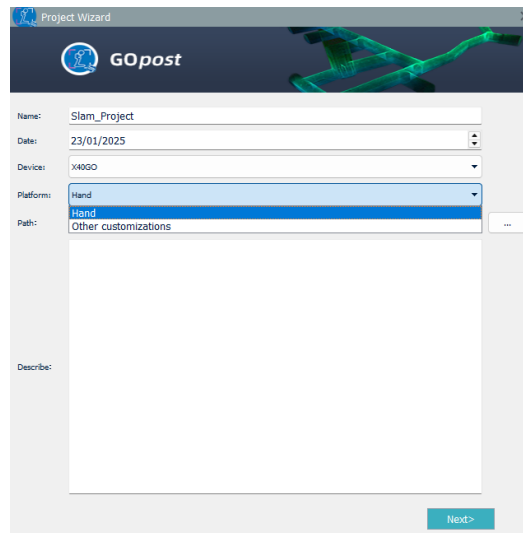 Project Wizard
GOpost
Name: Slam_Project
Date: 23/01/2025
Device: X40GO
Platform: Hand
Hand
Other customizations
Path: ...
Describe:
Next>